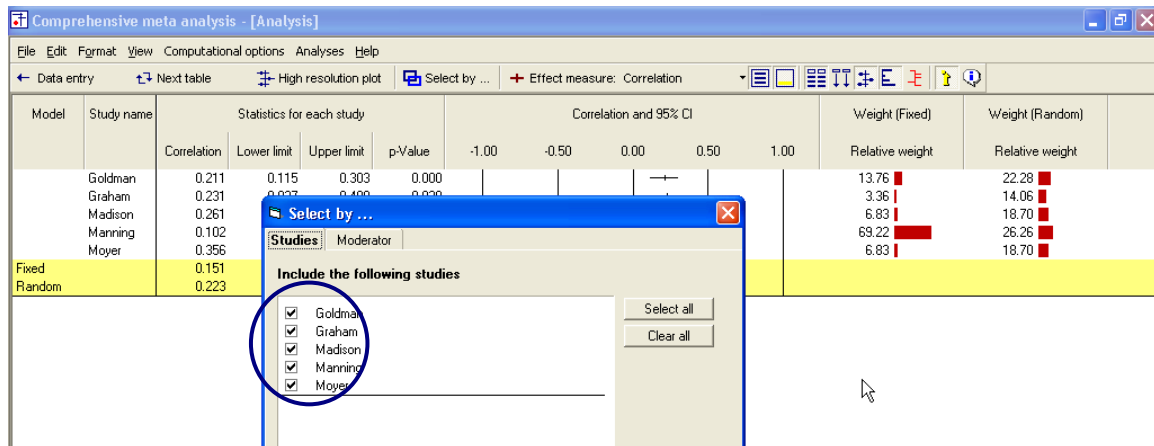 Comprehensive meta analysis - [Analysis]
File Edit Format View Computational options Analyses Help
← Data entry Next table High resolution plot Select by ... + Effect measure: Correlation
Model Study name Statistics for each study Correlation and 95% CI Weight (Fixed) Weight (Random)
Correlation Lower limit Upper limit p-Value -1.00 -0.50 0.00 0.50 1.00 Relative weight Relative weight
Goldman 0.211 0.115 0.303 0.000 13.76 22.28
Graham 0.231 3.36 14.06
Madison 0.261 6.83 18.70
Manning 0.102 69.22 26.26
Moyer 0.356 6.83 18.70
Fixed 0.151
Random 0.223
Select by ...
Studies Moderator
Include the following studies
Goldman
Graham
Madison
Manning
Moyer
Select all
Clear all